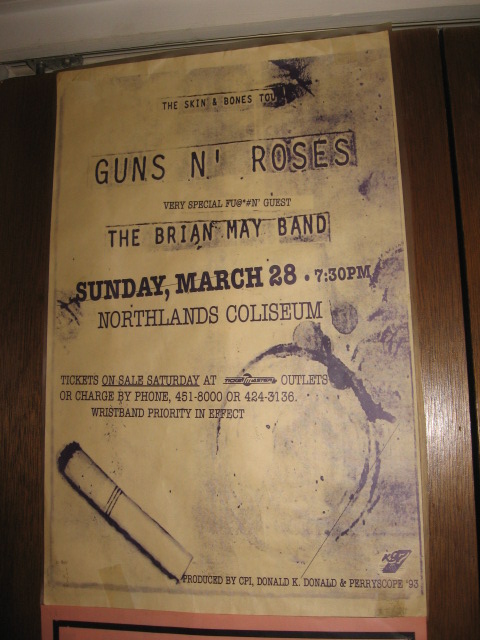 THE SKIN & BONES TOUR
GUNS N' ROSES
VERY SPECIAL FU@*#N' GUEST
THE BRIAN MAY BAND
SUNDAY, MARCH 28 • 7:30PM
NORTHLANDS COLISEUM
TICKETS ON SALE SATURDAY AT TICKETMASTER OUTLETS
OR CHARGE BY PHONE, 451-8000 OR 424-3136.
WRISTBAND PRIORITY IN EFFECT
K97
PRODUCED BY CPI, DONALD K. DONALD & PERRYSCOPE '93